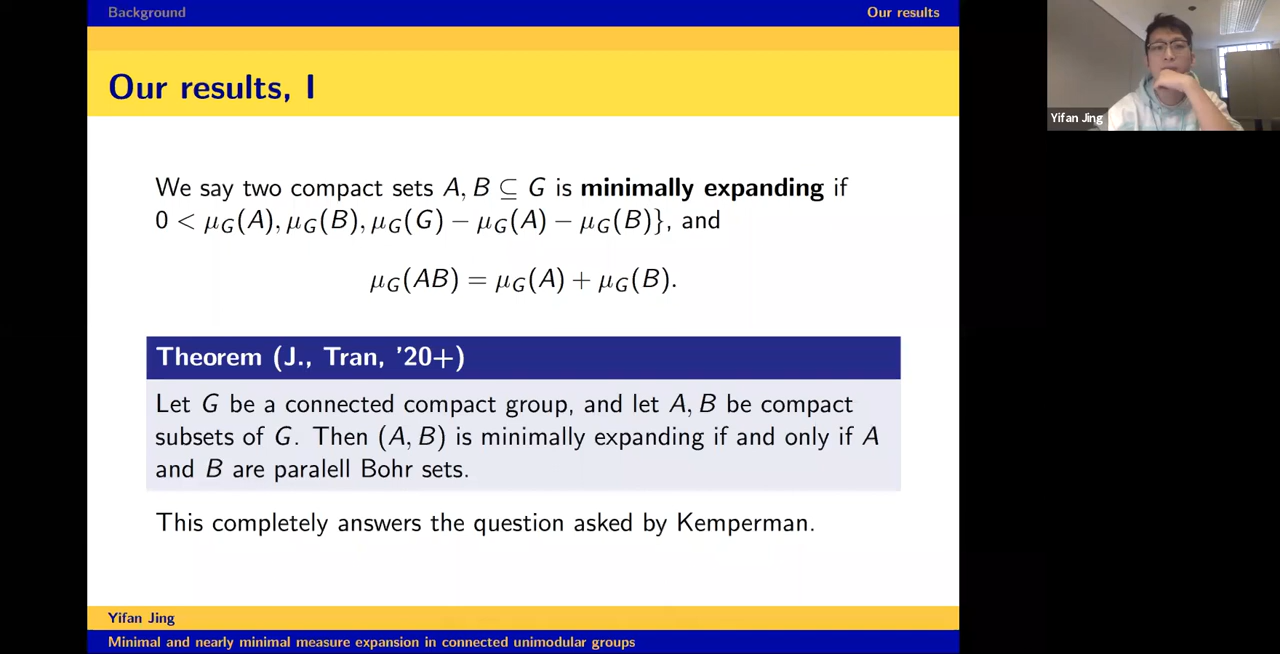 Background
Our results
Our results, I
We say two compact sets A, B ⊆ G is minimally expanding if
0 < μ_G(A), μ_G(B), μ_G(G) − μ_G(A) − μ_G(B)}, and
μ_G(AB) = μ_G(A) + μ_G(B).
Theorem (J., Tran, '20+)
Let G be a connected compact group, and let A, B be compact
subsets of G. Then (A, B) is minimally expanding if and only if A
and B are paralell Bohr sets.
This completely answers the question asked by Kemperman.
Yifan Jing
Minimal and nearly minimal measure expansion in connected unimodular groups
Yifan Jing